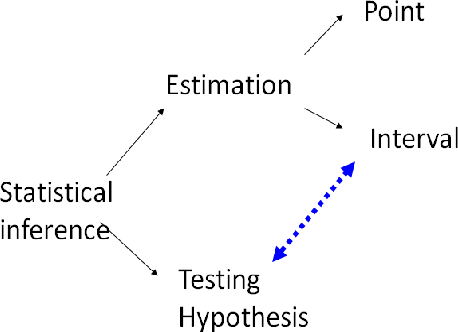 Point
Estimation
Interval
Statistical
inference
Testing
Hypothesis